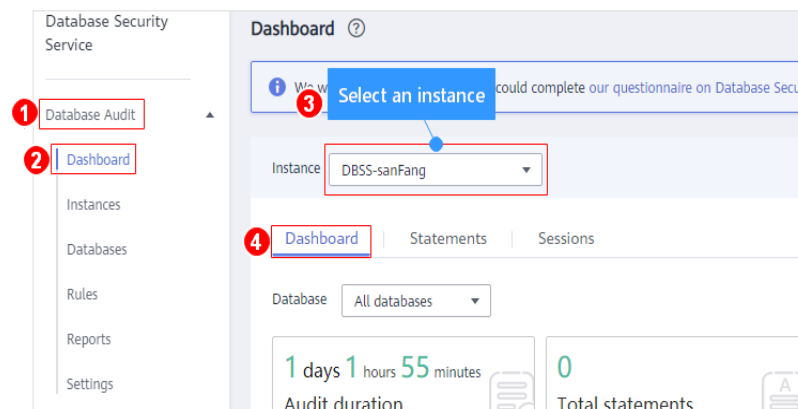 Database Security
Service
1 Database Audit
2 Dashboard
Instances
Databases
Rules
Reports
Settings
Dashboard ?
We w
could complete our questionnaire on Database Secu
3 Select an instance
Instance DBSS-sanFang
4 Dashboard Statements Sessions
Database All databases
1 days 1 hours 55 minutes
Audit duration
0
Total statements
A